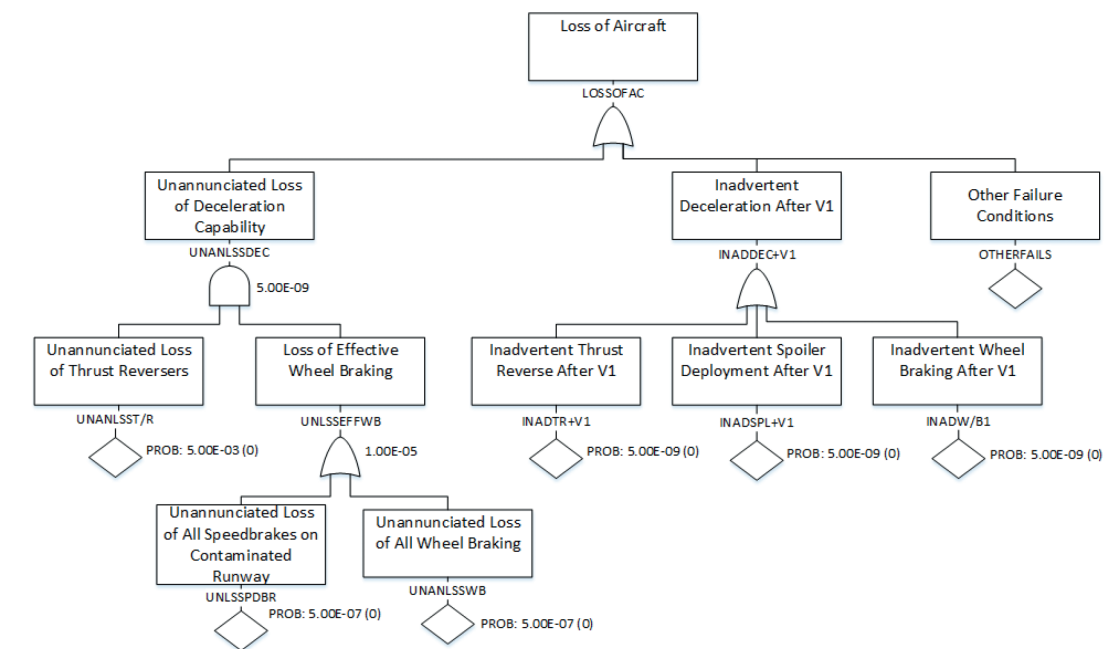 Loss of Aircraft
LOSSOFAC
Unannunciated Loss
of Deceleration
Capability
UNANLSSDEC
5.00E-09
Inadvertent
Deceleration After V1
INADDEC+V1
Other Failure
Conditions
OTHERFAILS
Unannunciated Loss
of Thrust Reversers
UNANLSST/R
PROB: 5.00E-03 (0)
Loss of Effective
Wheel Braking
UNLSSEFFWB
1.00E-05
Inadvertent Thrust
Reverse After V1
INADTR+V1
PROB: 5.00E-09 (0)
Inadvertent Spoiler
Deployment After V1
INADSPL+V1
PROB: 5.00E-09 (0)
Inadvertent Wheel
Braking After V1
INADW/B1
PROB: 5.00E-09 (0)
Unannunciated Loss
of All Speedbrakes on
Contaminated
Runway
UNLSSPDBR
PROB: 5.00E-07 (0)
Unannunciated Loss
of All Wheel Braking
UNANLSSWB
PROB: 5.00E-07 (0)